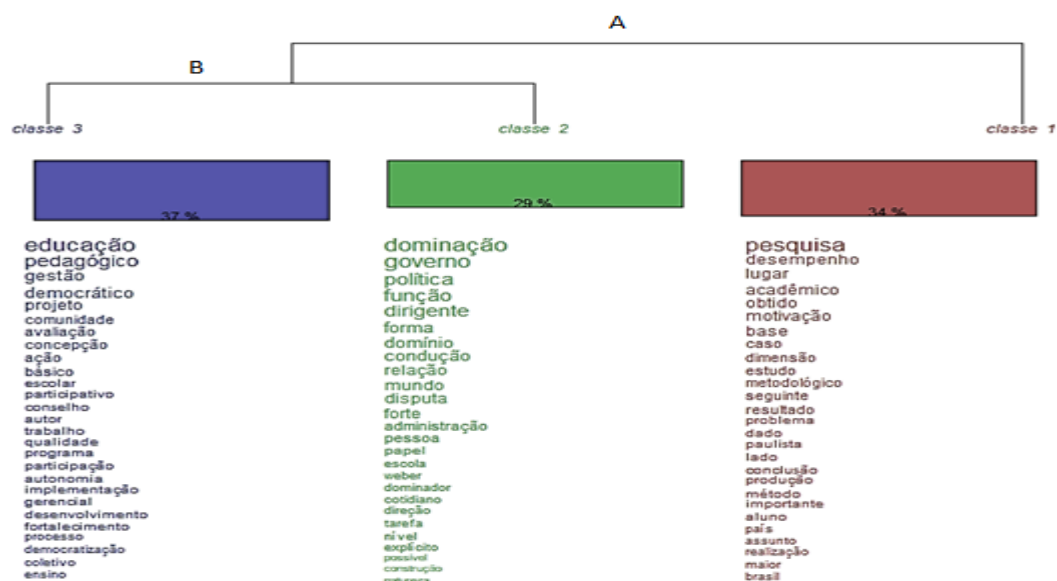 A
B
classe 3
classe 2
classe 1
37 %
29 %
34 %
educação
pedagógico
gestão
democrático
projeto
comunidade
avaliação
concepção
ação
básico
escolar
participativo
conselho
autor
trabalho
qualidade
programa
participação
autonomia
implementação
gerencial
desenvolvimento
fortalecimento
processo
democratização
coletivo
ensino
dominação
governo
política
função
dirigente
forma
domínio
condução
relação
mundo
disputa
forte
administração
pessoa
papel
escola
weber
dominador
cotidiano
direção
tarefa
nível
explícito
possível
construção
pesquisa
desempenho
lugar
acadêmico
obtido
motivação
base
caso
dimensão
estudo
metodológico
seguinte
resultado
problema
dado
paulista
lado
conclusão
produção
método
importante
aluno
país
assunto
realização
maior
brasil